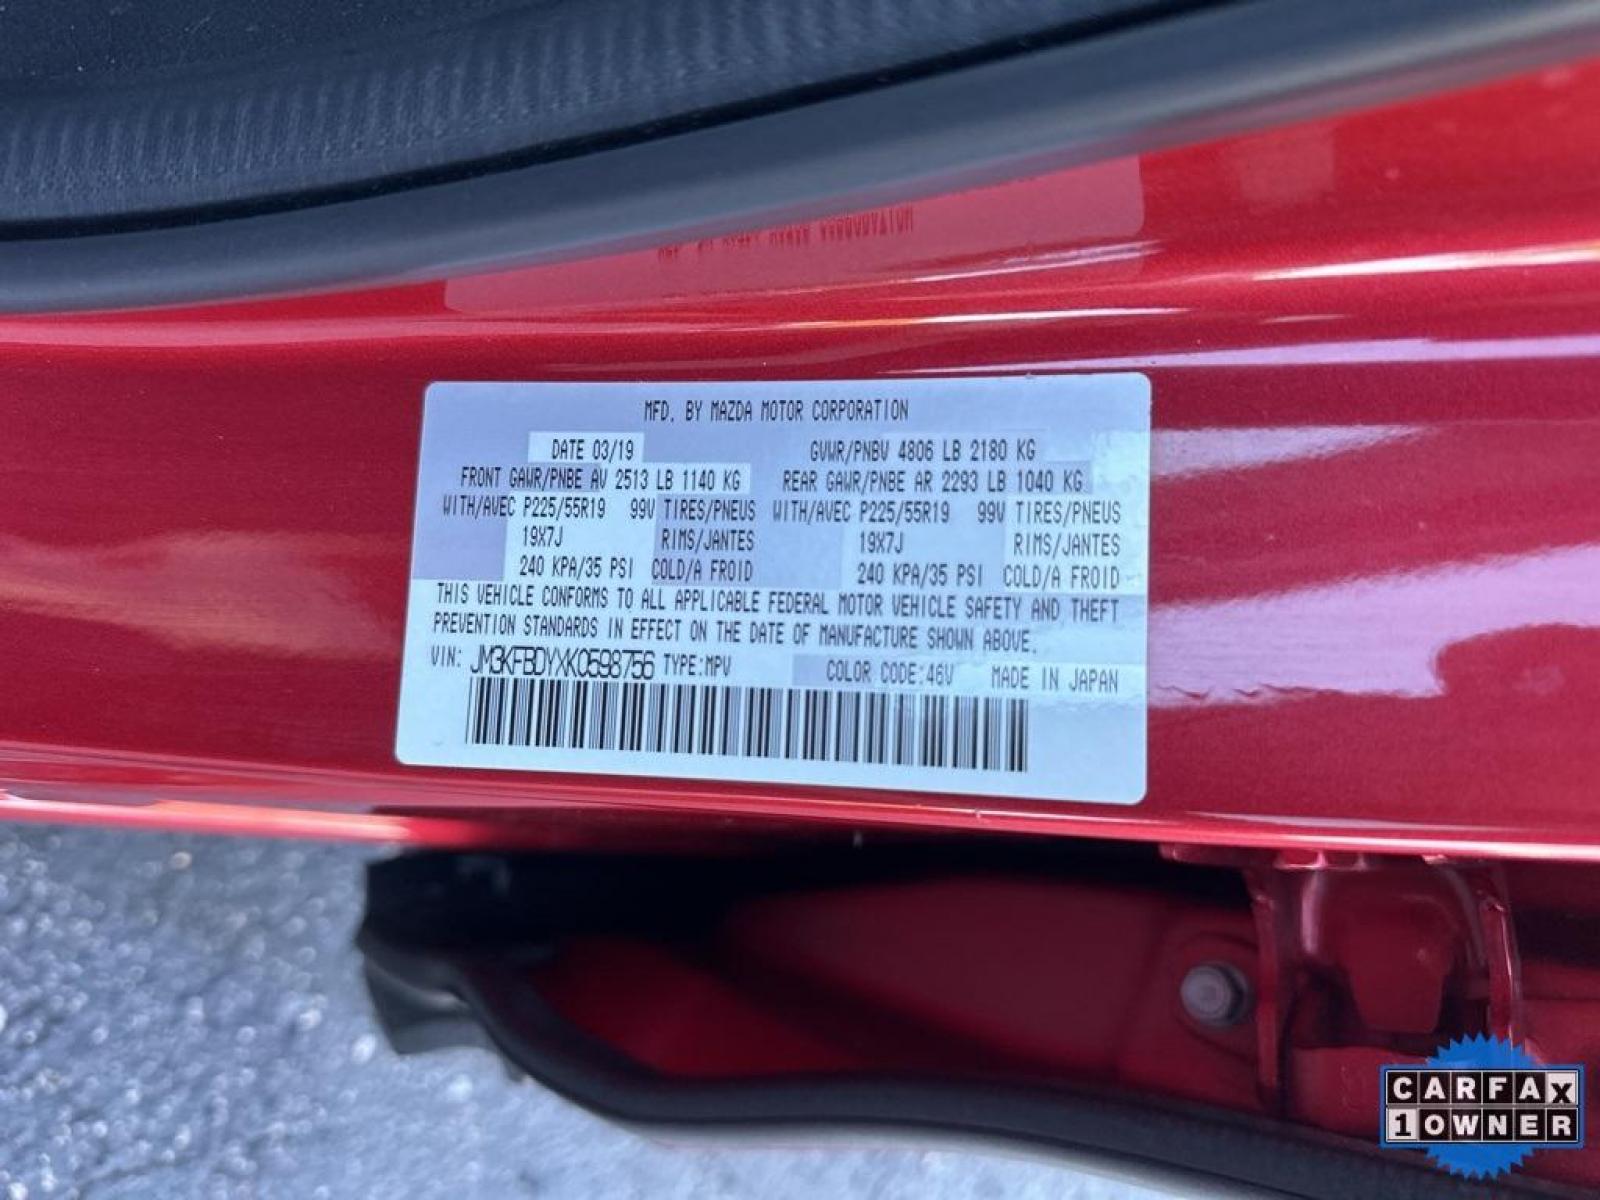 MFD. BY MAZDA MOTOR CORPORATION
DATE 03/19 GVWR/PNBV 4806 LB 2180 KG
FRONT GAWR/PNBE AV 2513 LB 1140 KG REAR GAWR/PNBE AR 2293 LB 1040 KG
WITH/AVEC P225/55R19 99V TIRES/PNEUS WITH/AVEC P225/55R19 99V TIRES/PNEUS
19X7J RIMS/JANTES 19X7J RIMS/JANTES
240 KPA/35 PSI COLD/A FROID 240 KPA/35 PSI COLD/A FROID
THIS VEHICLE CONFORMS TO ALL APPLICABLE FEDERAL MOTOR VEHICLE SAFETY AND THEFT
PREVENTION STANDARDS IN EFFECT ON THE DATE OF MANUFACTURE SHOWN ABOVE.
VIN: JM3KFBDYXK0598756 TYPE:MPV COLOR CODE:46V MADE IN JAPAN
CARFAX
1 OWNER